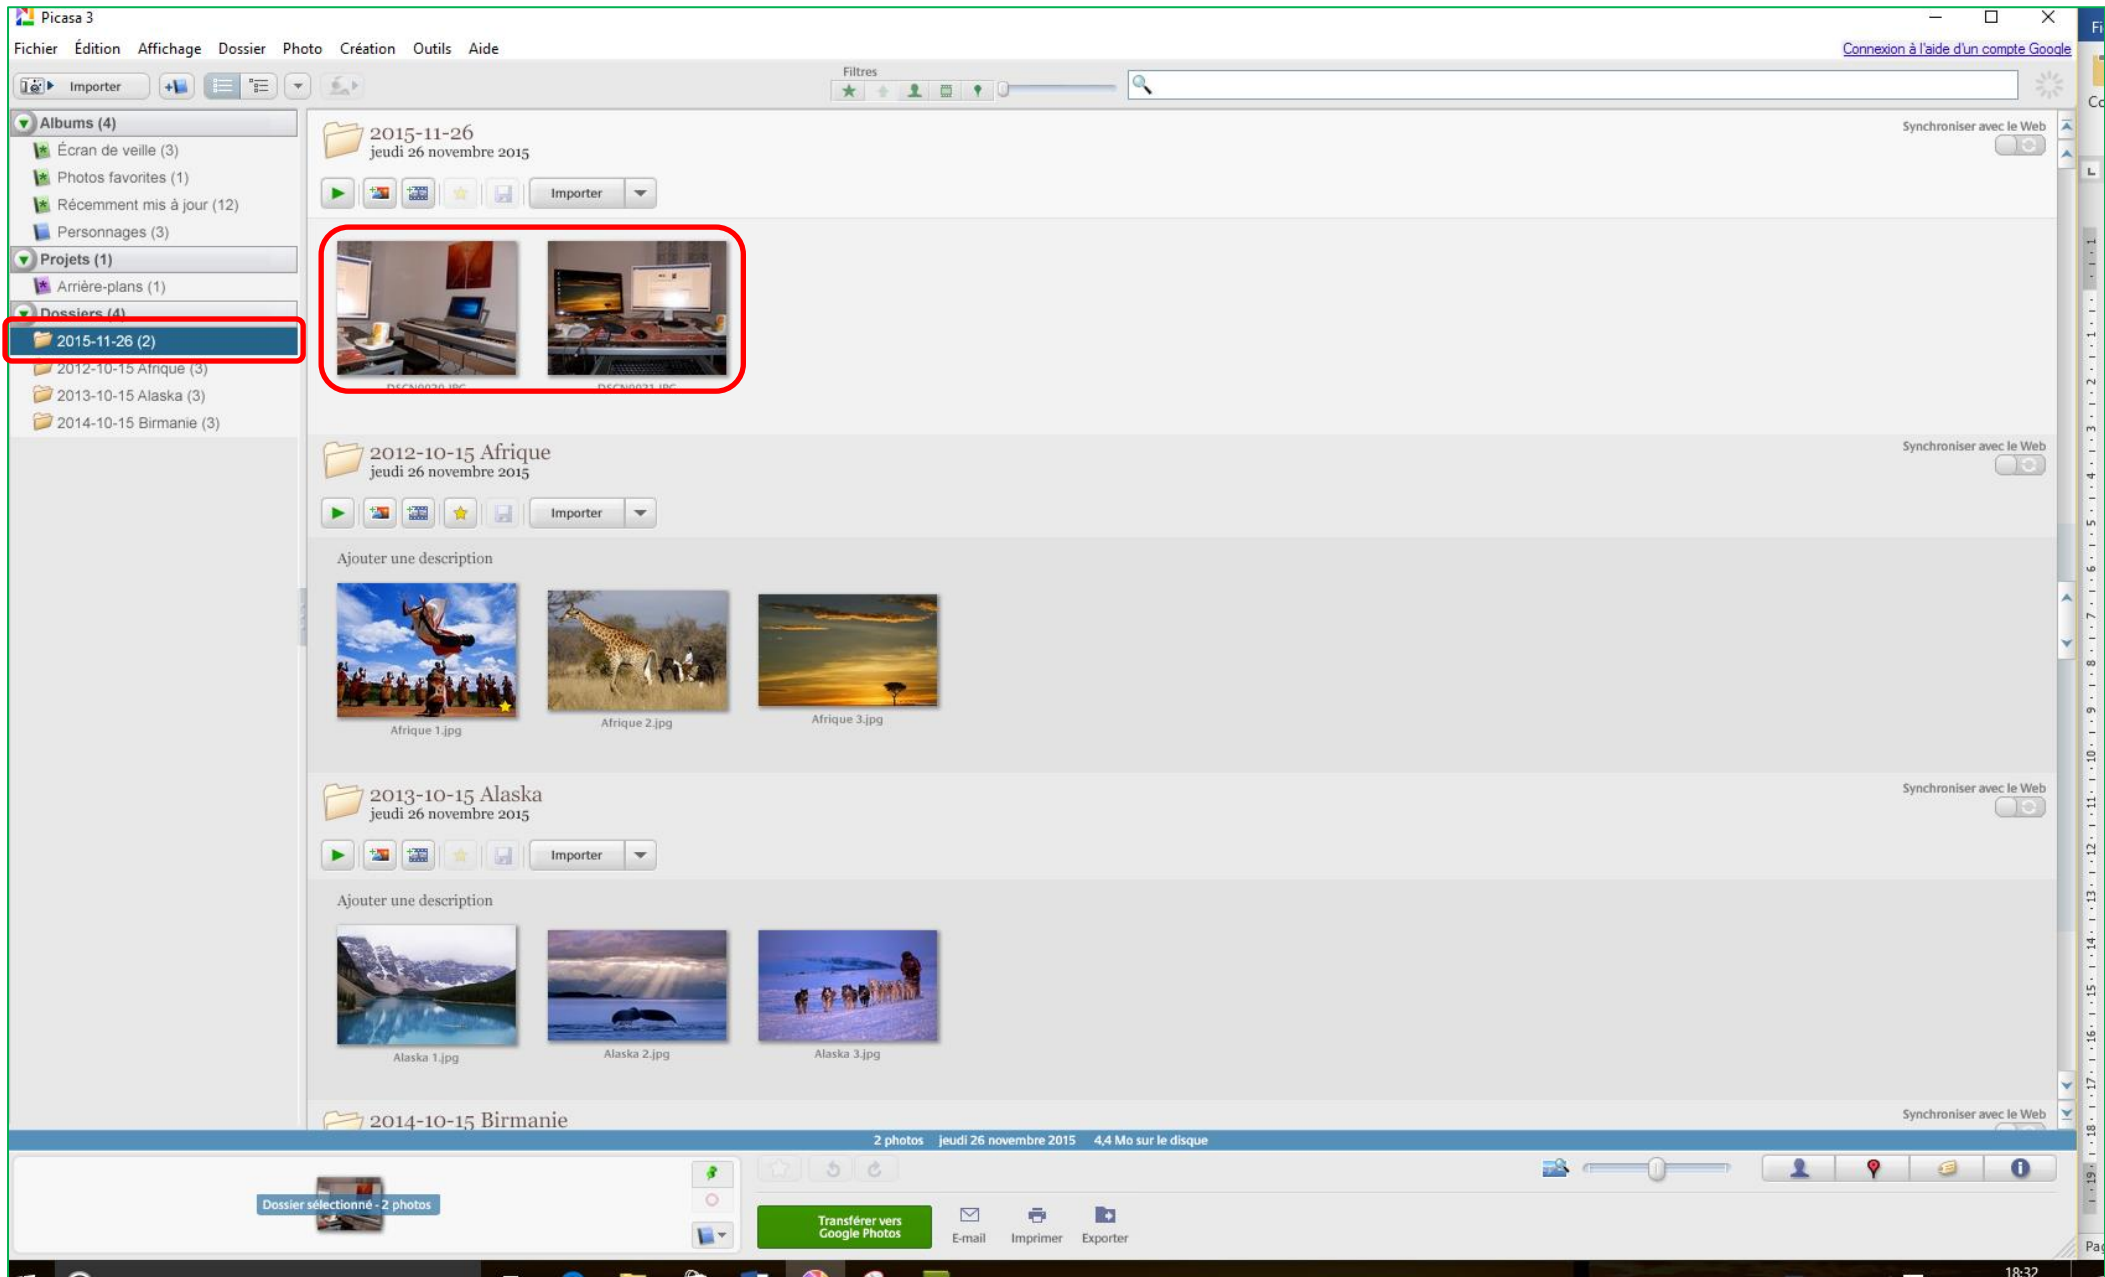 Picasa 3
Fichier Édition Affichage Dossier Photo Création Outils Aide
Connexion à l'aide d'un compte Google
Importer
Filtres
Albums (4)
Écran de veille (3)
Photos favorites (1)
Récemment mis à jour (12)
Personnages (3)
Projets (1)
Arrière-plans (1)
Dossiers (4)
2015-11-26 (2)
2012-10-15 Afrique (3)
2013-10-15 Alaska (3)
2014-10-15 Birmanie (3)
2015-11-26
jeudi 26 novembre 2015
Synchroniser avec le Web
Importer
DSCN0020.JPG
DSCN0021.JPG
2012-10-15 Afrique
jeudi 26 novembre 2015
Synchroniser avec le Web
Importer
Ajouter une description
Afrique 1.jpg
Afrique 2.jpg
Afrique 3.jpg
2013-10-15 Alaska
jeudi 26 novembre 2015
Synchroniser avec le Web
Importer
Ajouter une description
Alaska 1.jpg
Alaska 2.jpg
Alaska 3.jpg
2014-10-15 Birmanie
Synchroniser avec le Web
2 photos jeudi 26 novembre 2015 4,4 Mo sur le disque
Dossier sélectionné - 2 photos
Transférer vers
Google Photos
E-mail
Imprimer
Exporter
18:32